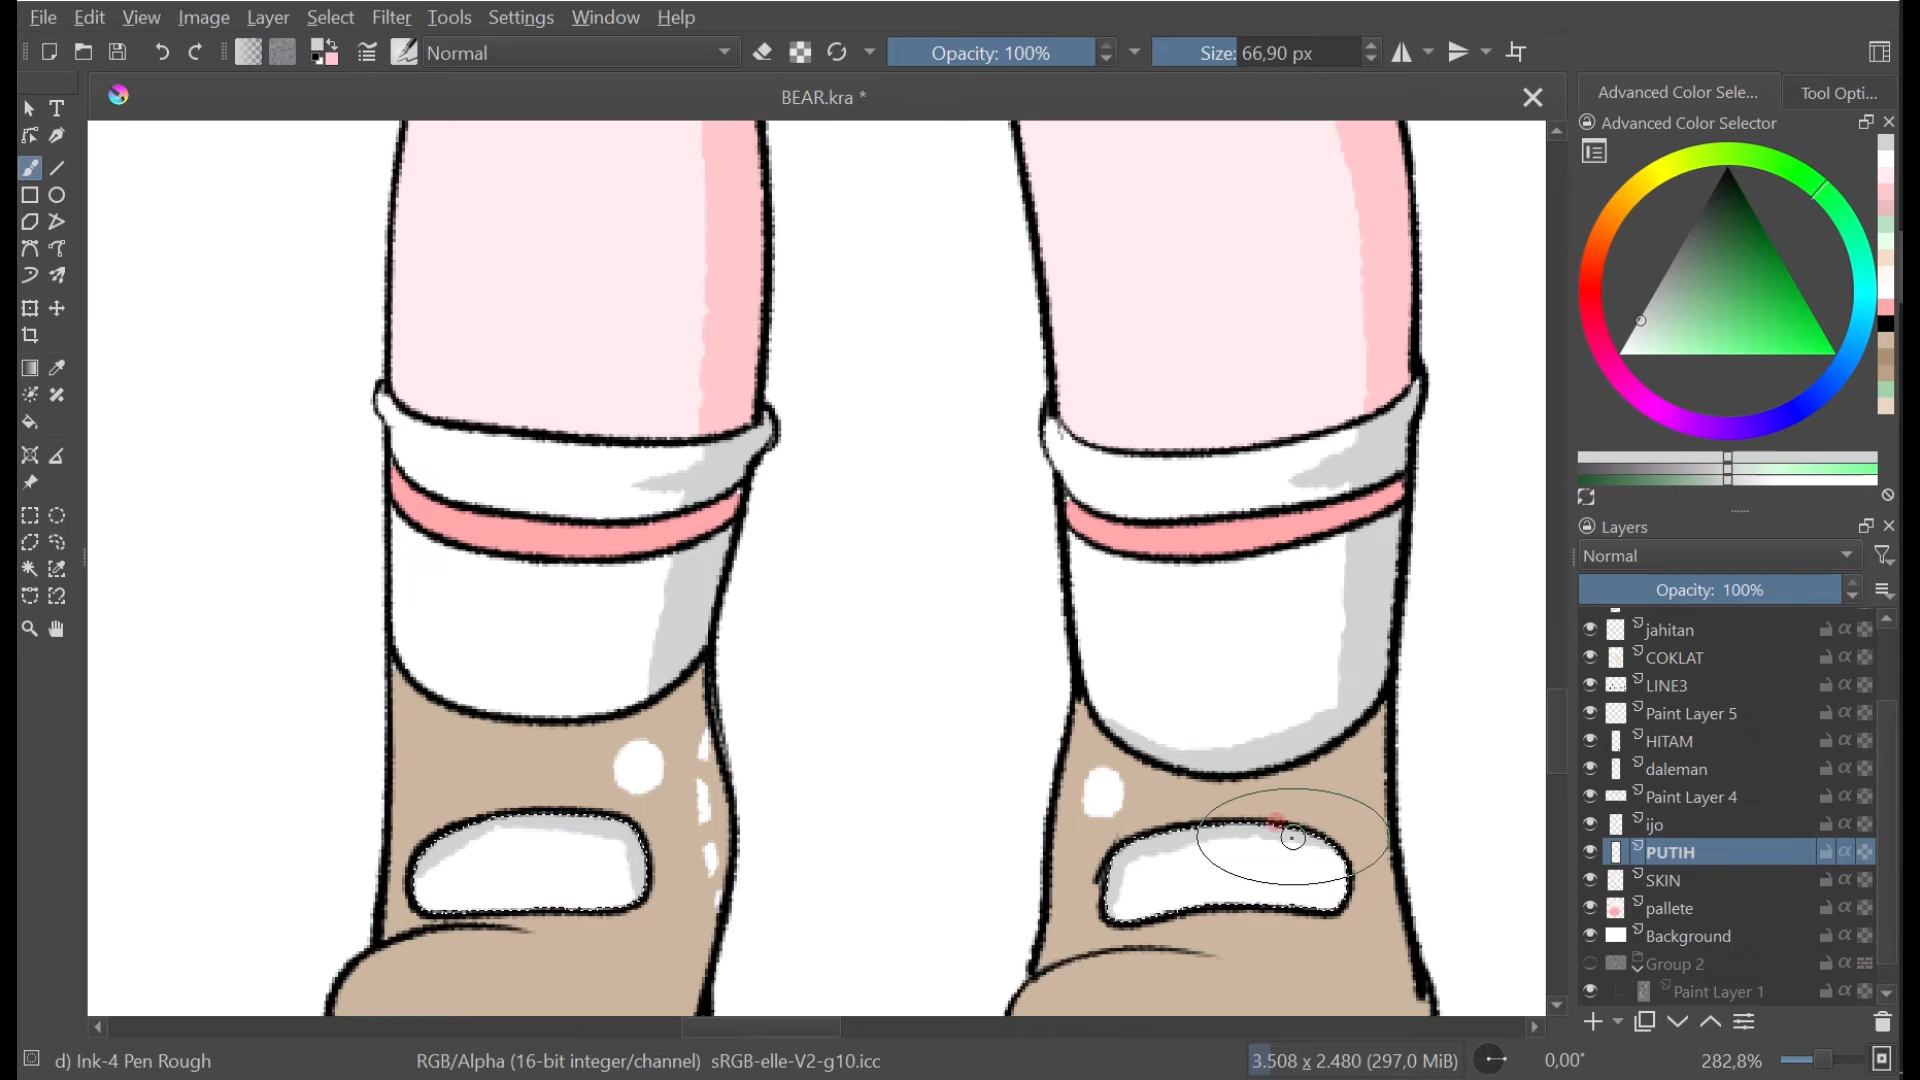 File Edit View Image Layer Select Filter Tools Settings Window Help
Normal Opacity: 100% Size: 66,90 px
BEAR.kra *
Advanced Color Sele... Tool Opti...
Advanced Color Selector
Layers
Normal
Opacity: 100%
jahitan
COKLAT
LINE3
Paint Layer 5
HITAM
daleman
Paint Layer 4
ijo
PUTIH
SKIN
pallete
Background
Group 2
Paint Layer 1
d) Ink-4 Pen Rough RGB/Alpha (16-bit integer/channel) sRGB-elle-V2-g10.icc 3.508 x 2.480 (297,0 MiB) 0,00° 282,8%